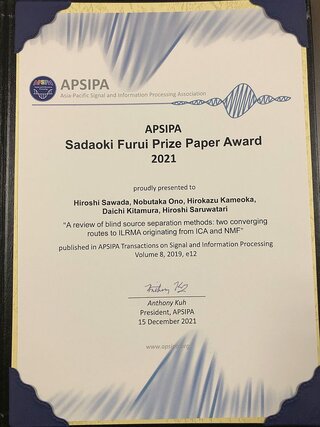 APSIPA
Asia Pacific Signal and Information Processing Association
APSIPA
Sadaoki Furui Prize Paper Award
2021
proudly presented to
Hiroshi Sawada, Nobutaka Ono, Hirokazu Kameoka,
Daichi Kitamura, Hiroshi Saruwatari
"A review of blind source separation methods: two converging
routes to ILRMA originating from ICA and NMF"
published in APSIPA Transactions on Signal and Information Processing
Volume 8, 2019, e12
Anthony Kuh
President, APSIPA
15 December 2021
www.apsipa.org